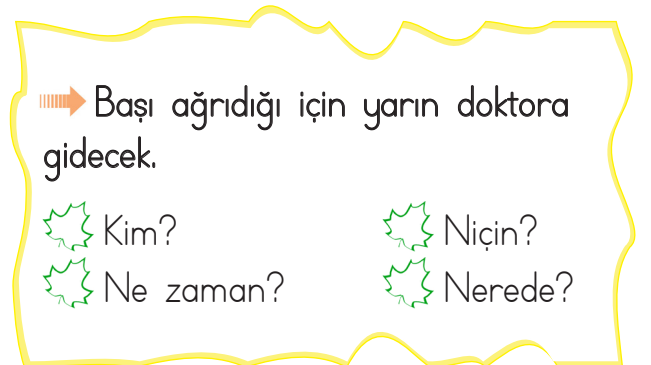 Başı ağrıdığı için yarın doktora
gidecek.
Kim? Niçin?
Ne zaman? Nerede?